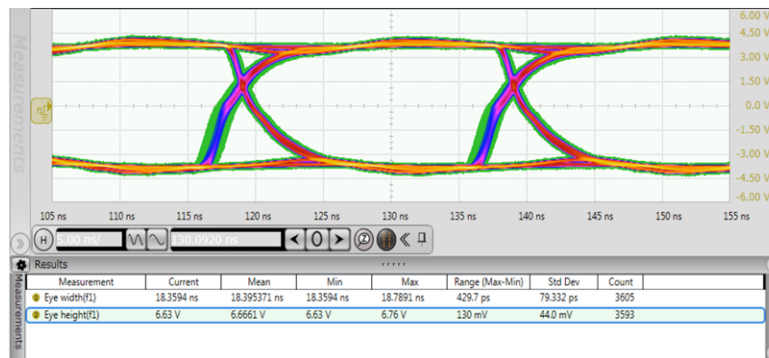 6.00 V
4.50 V
3.00 V
1.50 V
0.0 V
-1.50 V
-3.00 V
-4.50 V
-6.00 V
Measurements
105 ns 110 ns 115 ns 120 ns 125 ns 130 ns 135 ns 140 ns 145 ns 150 ns 155 ns
H 5.00 ns/ 130.0920 ns 0 Z
Results
Measurements
Measurement Current Mean Min Max Range (Max-Min) Std Dev Count
1 Eye width(f1) 18.3594 ns 18.395371 ns 18.3594 ns 18.7891 ns 429.7 ps 79.332 ps 3605
2 Eye height(f1) 6.63 V 6.6661 V 6.63 V 6.76 V 130 mV 44.0 mV 3593